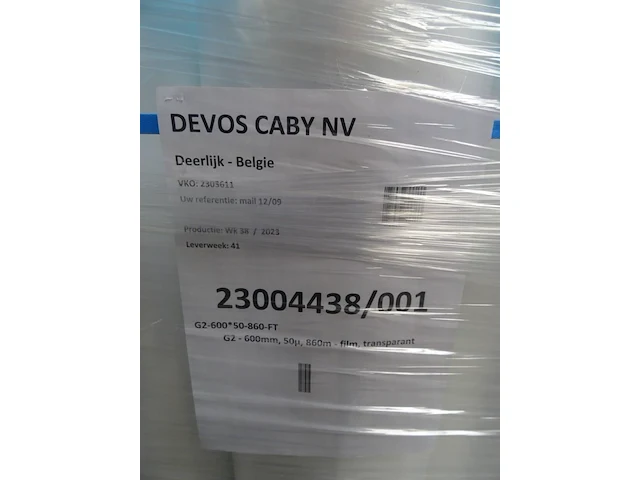 DEVOS CABY NV
Deerlijk - Belgie
VKO: 2303611
Uw referentie: mail 12/09
Productie: Wk 38 / 2023
Leverweek: 41
23004438/001
G2-600*50-860-FT
G2 - 600mm, 50µ, 860m - film, transparant